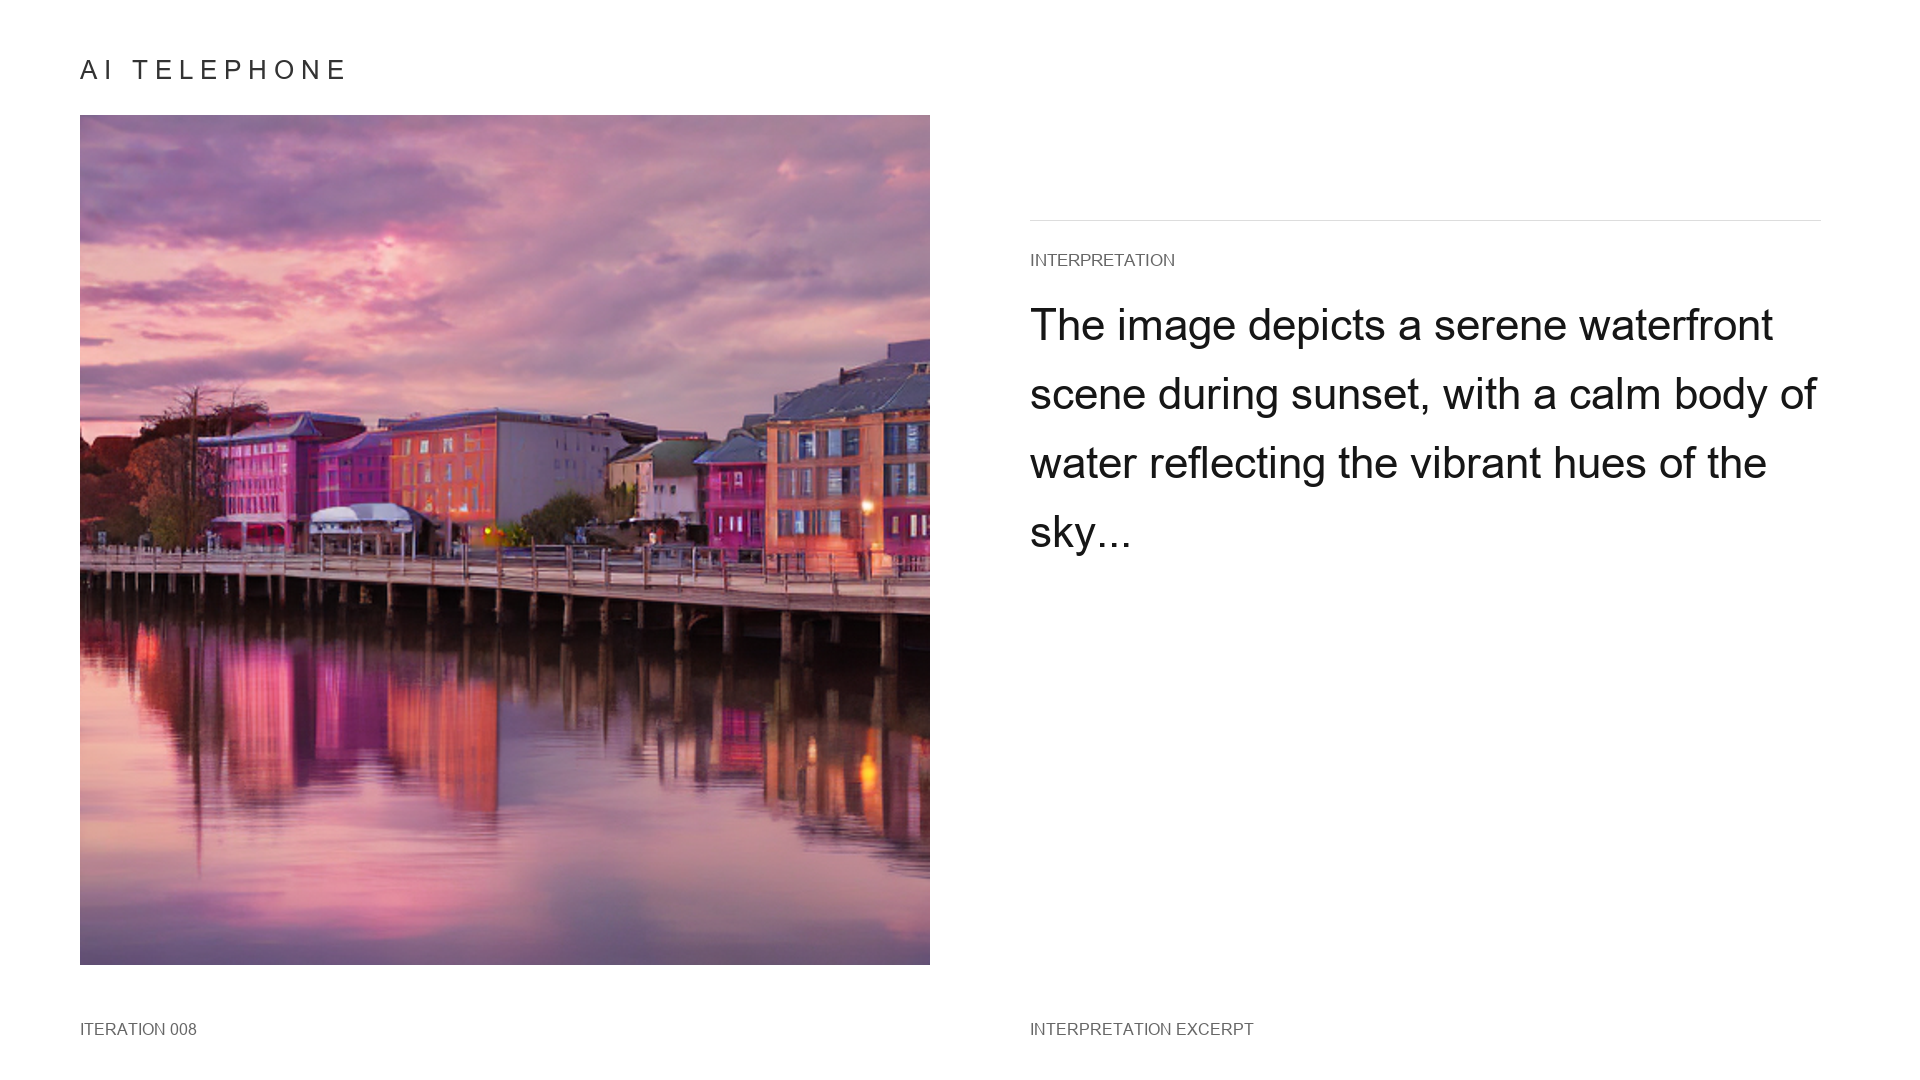 AI TELEPHONE
INTERPRETATION
The image depicts a serene waterfront
scene during sunset, with a calm body of
water reflecting the vibrant hues of the
sky...
ITERATION 008
INTERPRETATION EXCERPT